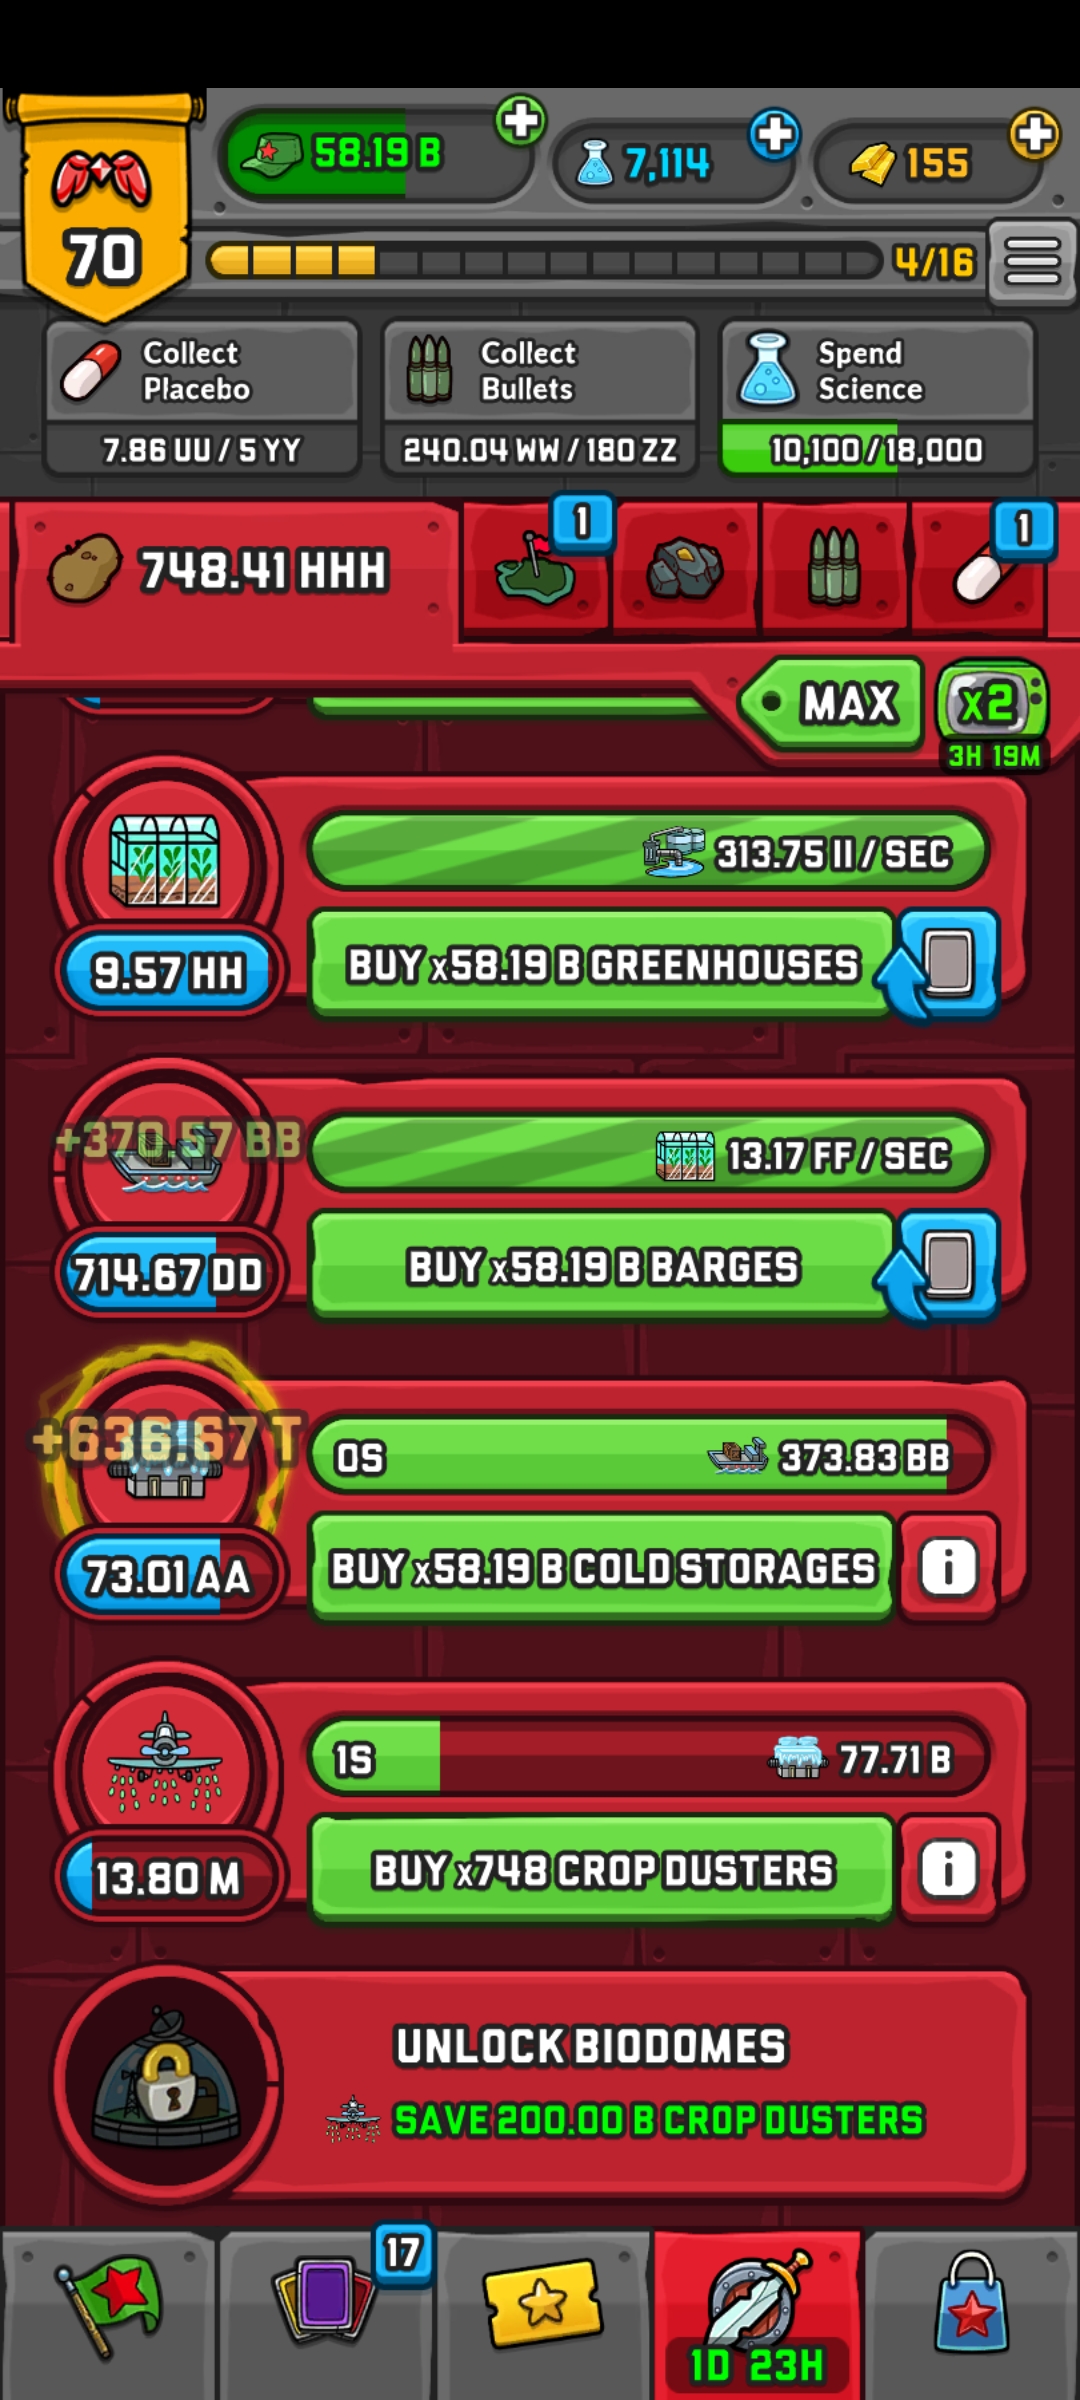 70
58.19 B
7,114
155
4/16
Collect
Placebo
7.86 UU / 5 YY
Collect
Bullets
240.04 WW / 180 ZZ
Spend
Science
10,100 / 18,000
748.41 HHH
1
1
MAX
x2
3H 19M
313.75 II / SEC
9.57 HH
BUY x58.19 B GREENHOUSES
+370.57 BB
13.17 FF / SEC
714.67 DD
BUY x58.19 B BARGES
+636.67 T
0S
373.83 BB
73.01 AA
BUY x58.19 B COLD STORAGES
i
1S
77.71 B
13.80 M
BUY x748 CROP DUSTERS
i
UNLOCK BIODOMES
SAVE 200.00 B CROP DUSTERS
17
1D 23H